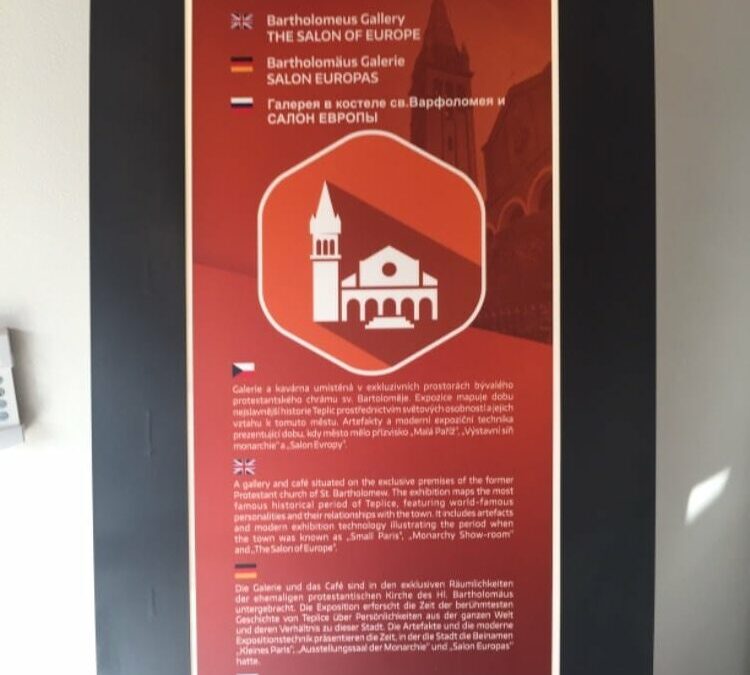 Bartholomeus Gallery
THE SALON OF EUROPE
Bartholomäus Galerie
SALON EUROPAS
Галерея в костеле св.Варфоломея и
САЛОН ЕВРОПЫ
Galerie a kavárna umístěná v exkluzivních prostorách bývalého
protestantského chrámu sv. Bartoloměje. Expozice mapuje dobu
nejslavnější historie Teplic prostřednictvím světových osobností a jejich
vztahu k tomuto městu. Artefakty a moderní expoziční technika
prezentující dobu, kdy město mělo přízvisko „Malá Paříž", „Výstavní síň
monarchie" a „Salon Evropy".
A gallery and café situated on the exclusive premises of the former
Protestant church of St. Bartholomew. The exhibition maps the most
famous historical period of Teplice, featuring world-famous
personalities and their relationships with the town. It includes artefacts
and modern exhibition technology illustrating the period when
the town was known as „Small Paris", „Monarchy Show-room"
and „The Salon of Europe".
Die Galerie und das Café sind in den exklusiven Räumlichkeiten
der ehemaligen protestantischen Kirche des Hl. Bartholomäus
untergebracht. Die Exposition erforscht die Zeit der berühmtesten
Geschichte von Teplice über Persönlichkeiten aus der ganzen Welt
und deren Verhältnis zu dieser Stadt. Die Artefakte und die moderne
Expositionstechnik präsentieren die Zeit, in der die Stadt die Beinamen
„Kleines Paris", „Ausstellungssaal der Monarchie" und „Salon Europas"
hatte.